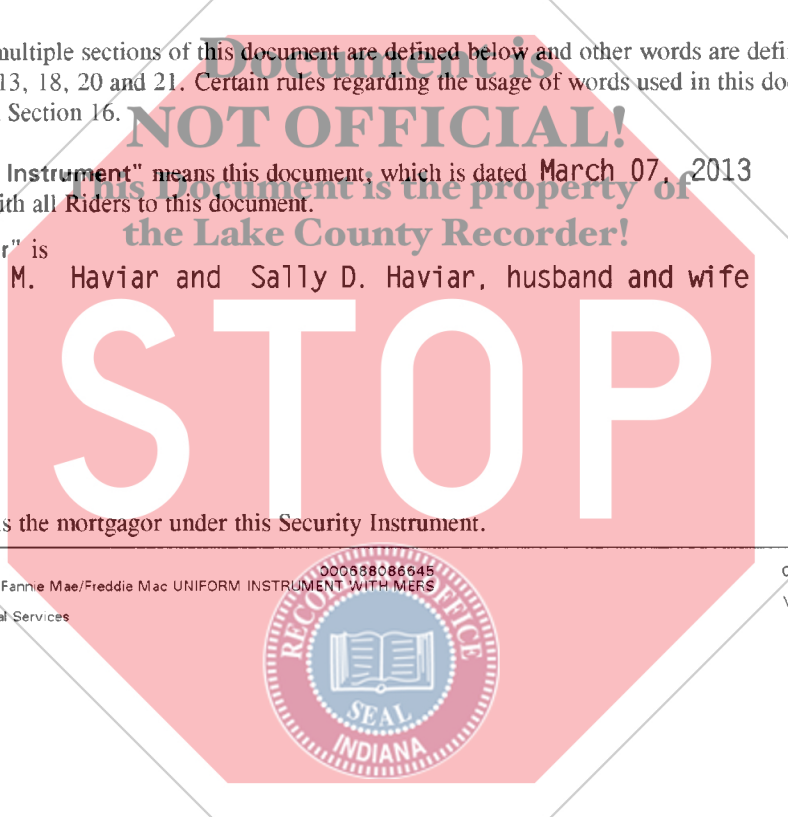 multiple sections of this document are defined below and other words are defi
13, 18, 20 and 21. Certain rules regarding the usage of words used in this do
Section 16.
Document is
NOT OFFICIAL!
This Document is the property of
the Lake County Recorder!
Instrument" means this document, which is dated March 07, 2013
ith all Riders to this document.
r" is
M. Haviar and Sally D. Haviar, husband and wife
STOP
s the mortgagor under this Security Instrument.
000688086645
Fannie Mae/Freddie Mac UNIFORM INSTRUMENT WITH MERS
al Services
RECORDER'S OFFICE
SEAL
INDIANA